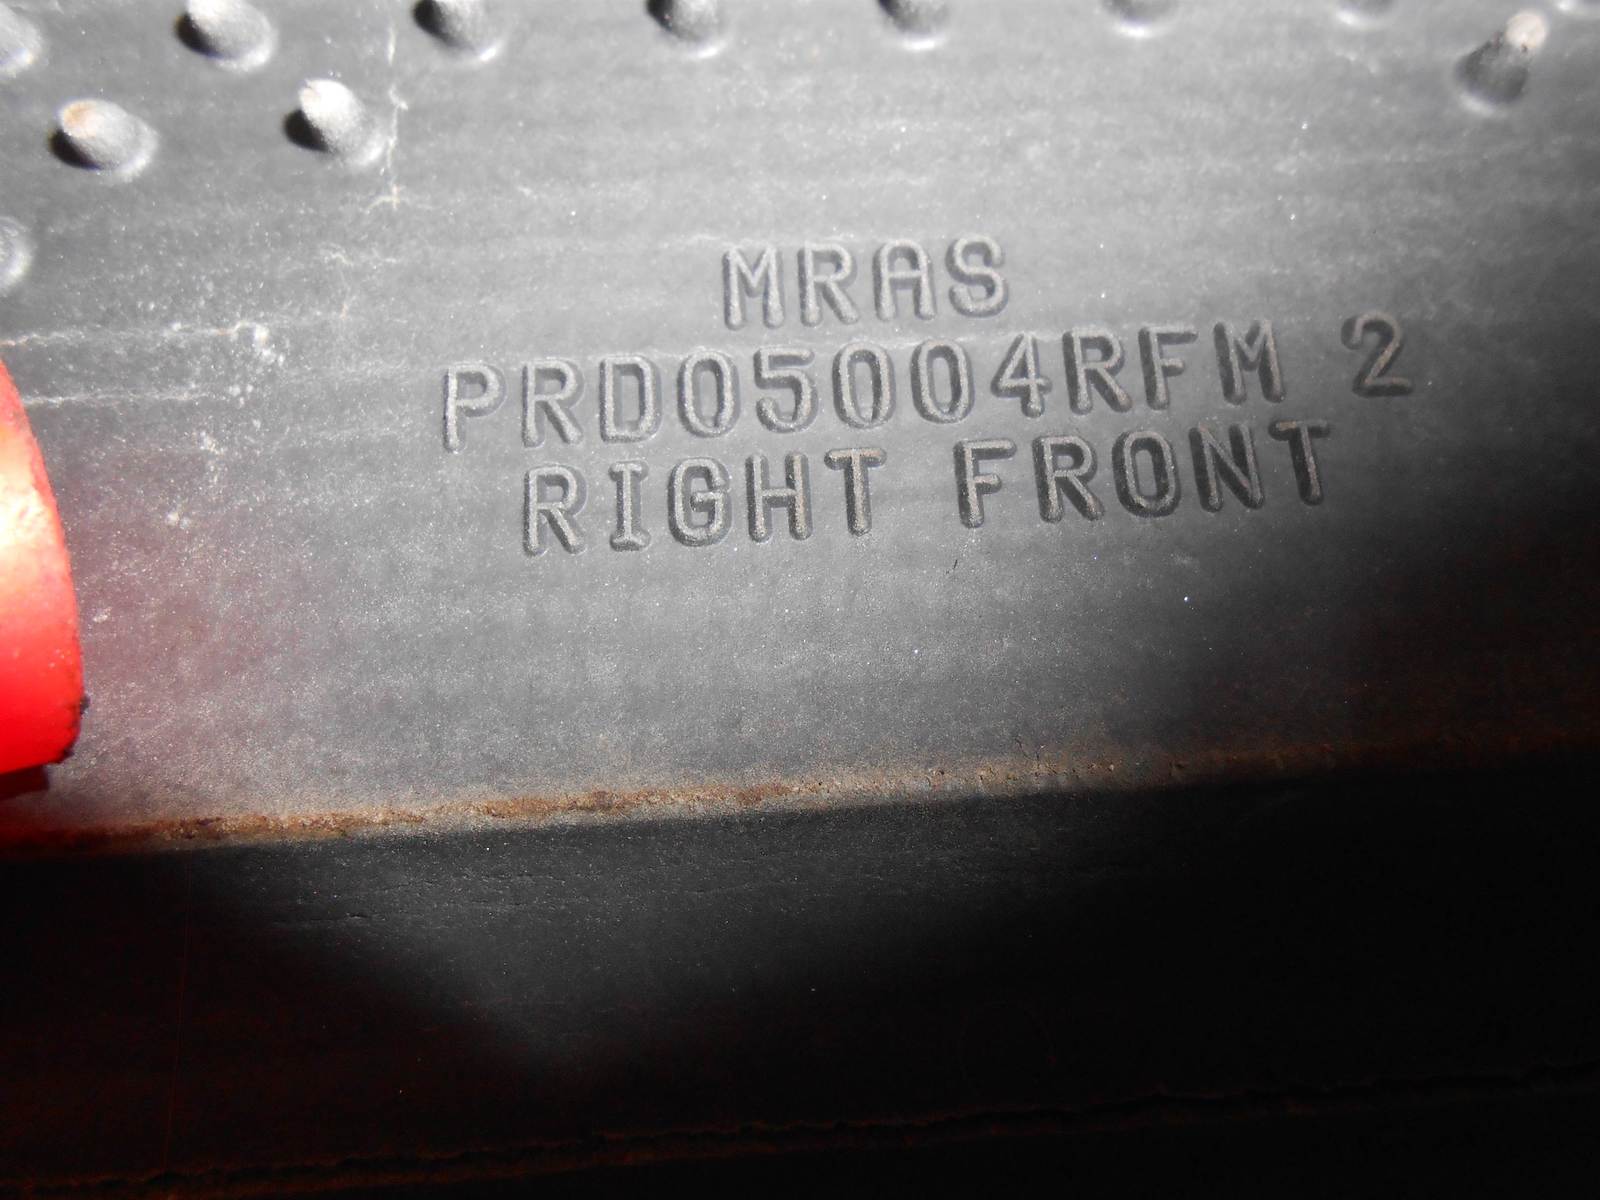 MRAS
PRD05004RFM 2
RIGHT FRONT